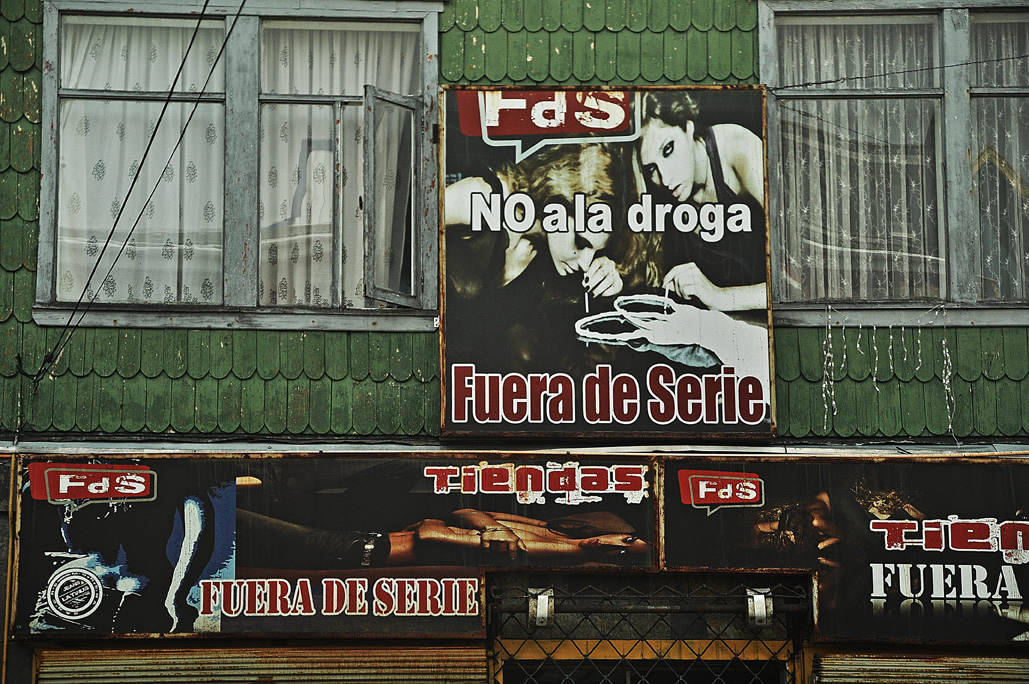 FdS
NO a la droga
Fuera de Serie
FdS
Tiendas
FUERA DE SERIE
FdS
Tien
FUERA